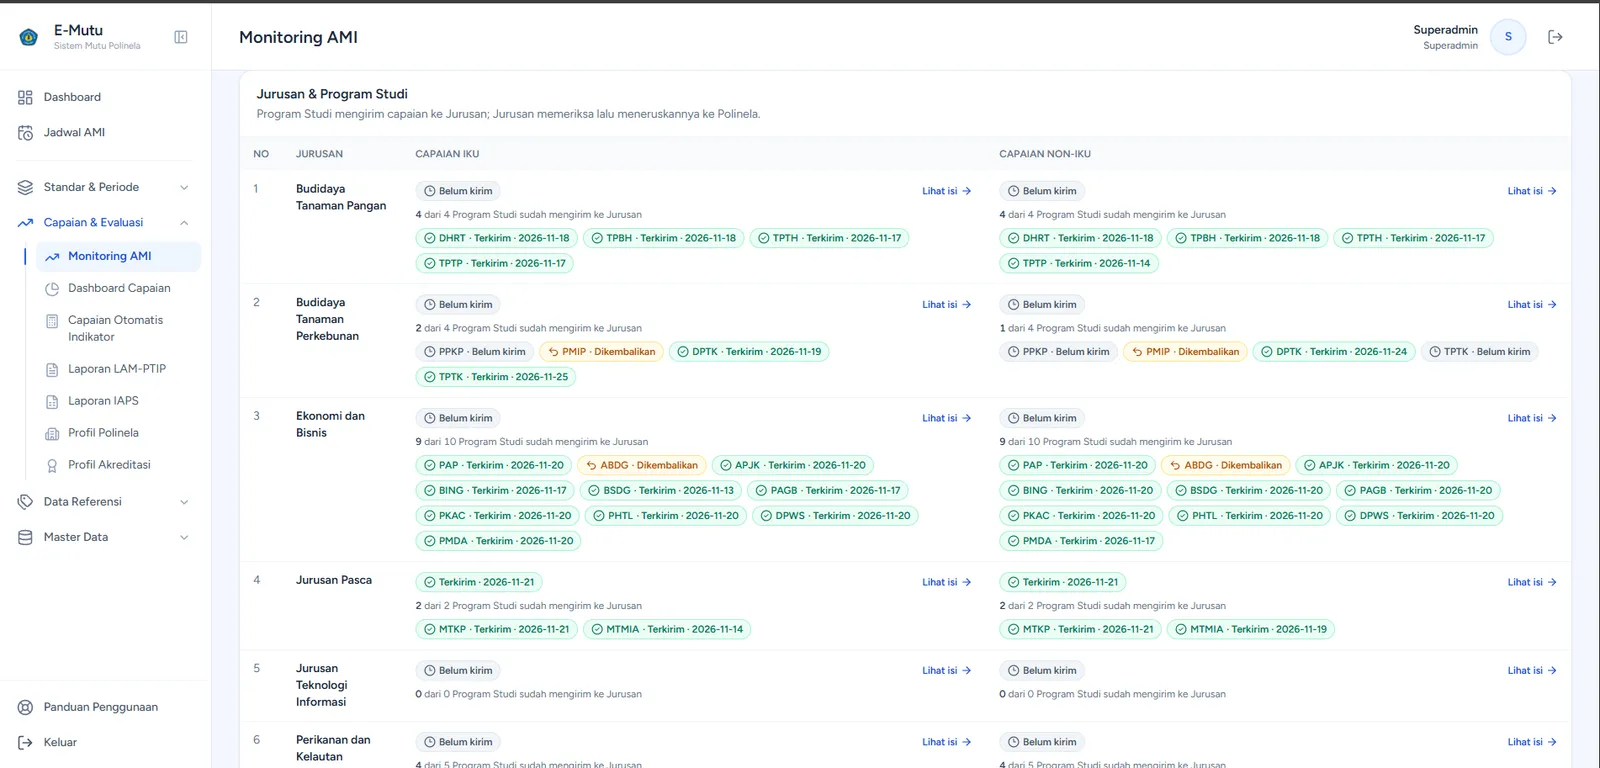 E-Mutu
Sistem Mutu Polinela
Monitoring AMI
Superadmin
Superadmin
S
Dashboard
Jadwal AMI
Standar & Periode
Capaian & Evaluasi
Monitoring AMI
Dashboard Capaian
Capaian Otomatis
Indikator
Laporan LAM-PTIP
Laporan IAPS
Profil Polinela
Profil Akreditasi
Data Referensi
Master Data
Panduan Penggunaan
Keluar
Jurusan & Program Studi
Program Studi mengirim capaian ke Jurusan; Jurusan memeriksa lalu meneruskannya ke Polinela.
NO JURUSAN CAPAIAN IKU CAPAIAN NON-IKU
1 Budidaya
Tanaman Pangan
Belum kirim Lihat isi →
4 dari 4 Program Studi sudah mengirim ke Jurusan
DHRT · Terkirim · 2026-11-18 TPBH · Terkirim · 2026-11-18 TPTH · Terkirim · 2026-11-17
TPTP · Terkirim · 2026-11-17
Belum kirim Lihat isi →
4 dari 4 Program Studi sudah mengirim ke Jurusan
DHRT · Terkirim · 2026-11-18 TPBH · Terkirim · 2026-11-18 TPTH · Terkirim · 2026-11-17
TPTP · Terkirim · 2026-11-14
2 Budidaya
Tanaman
Perkebunan
Belum kirim Lihat isi →
2 dari 4 Program Studi sudah mengirim ke Jurusan
PPKP · Belum kirim PMIP · Dikembalikan DPTK · Terkirim · 2026-11-19
TPTK · Terkirim · 2026-11-25
Belum kirim Lihat isi →
1 dari 4 Program Studi sudah mengirim ke Jurusan
PPKP · Belum kirim PMIP · Dikembalikan DPTK · Terkirim · 2026-11-24 TPTK · Belum kirim
3 Ekonomi dan
Bisnis
Belum kirim Lihat isi →
9 dari 10 Program Studi sudah mengirim ke Jurusan
PAP · Terkirim · 2026-11-20 ABDG · Dikembalikan APJK · Terkirim · 2026-11-20
BING · Terkirim · 2026-11-17 BSDG · Terkirim · 2026-11-13 PAGB · Terkirim · 2026-11-17
PKAC · Terkirim · 2026-11-20 PHTL · Terkirim · 2026-11-20 DPWS · Terkirim · 2026-11-20
PMDA · Terkirim · 2026-11-20
Belum kirim Lihat isi →
9 dari 10 Program Studi sudah mengirim ke Jurusan
PAP · Terkirim · 2026-11-20 ABDG · Dikembalikan APJK · Terkirim · 2026-11-20
BING · Terkirim · 2026-11-20 BSDG · Terkirim · 2026-11-20 PAGB · Terkirim · 2026-11-20
PKAC · Terkirim · 2026-11-20 PHTL · Terkirim · 2026-11-20 DPWS · Terkirim · 2026-11-20
PMDA · Terkirim · 2026-11-17
4 Jurusan Pasca
Terkirim · 2026-11-21 Lihat isi →
2 dari 2 Program Studi sudah mengirim ke Jurusan
MTKP · Terkirim · 2026-11-21 MTMIA · Terkirim · 2026-11-14
Terkirim · 2026-11-21 Lihat isi →
2 dari 2 Program Studi sudah mengirim ke Jurusan
MTKP · Terkirim · 2026-11-21 MTMIA · Terkirim · 2026-11-19
5 Jurusan
Teknologi
Informasi
Belum kirim Lihat isi →
0 dari 0 Program Studi sudah mengirim ke Jurusan
Belum kirim Lihat isi →
0 dari 0 Program Studi sudah mengirim ke Jurusan
6 Perikanan dan
Kelautan
Belum kirim Lihat isi →
4 dari 5 Program Studi sudah mengirim ke Jurusan
Belum kirim Lihat isi →
4 dari 5 Program Studi sudah mengirim ke Jurusan